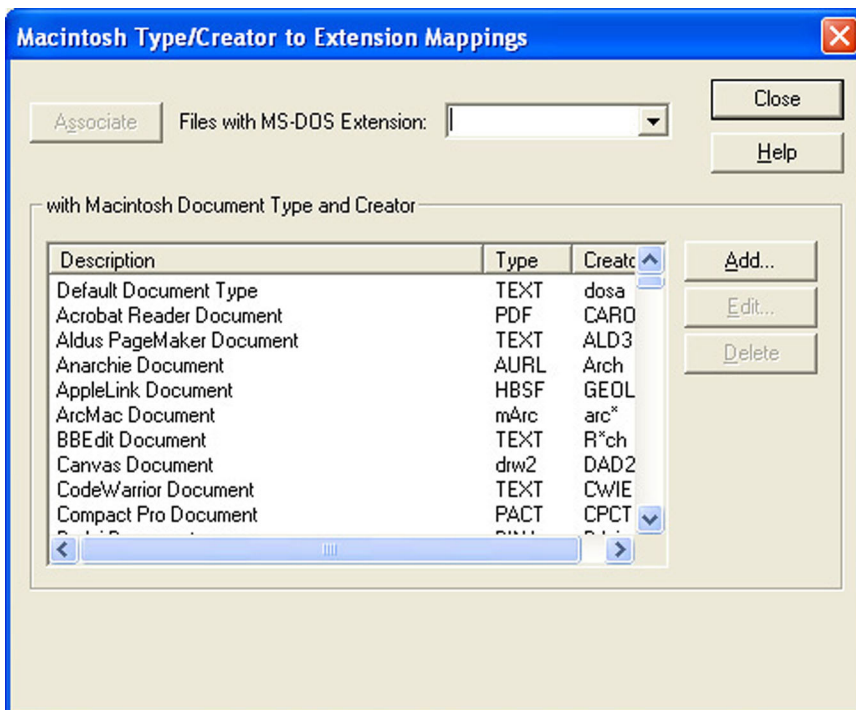 Macintosh Type/Creator to Extension Mappings
Associate Files with MS-DOS Extension:
Close
Help
with Macintosh Document Type and Creator
Description Type Creatc
Default Document Type TEXT dosa
Acrobat Reader Document PDF CARO
Aldus PageMaker Document TEXT ALD3
Anarchie Document AURL Arch
AppleLink Document HBSF GEOL
ArcMac Document mArc arc*
BBEdit Document TEXT R*ch
Canvas Document drw2 DAD2
CodeWarrior Document TEXT CWIE
Compact Pro Document PACT CPCT
Add...
Edit...
Delete